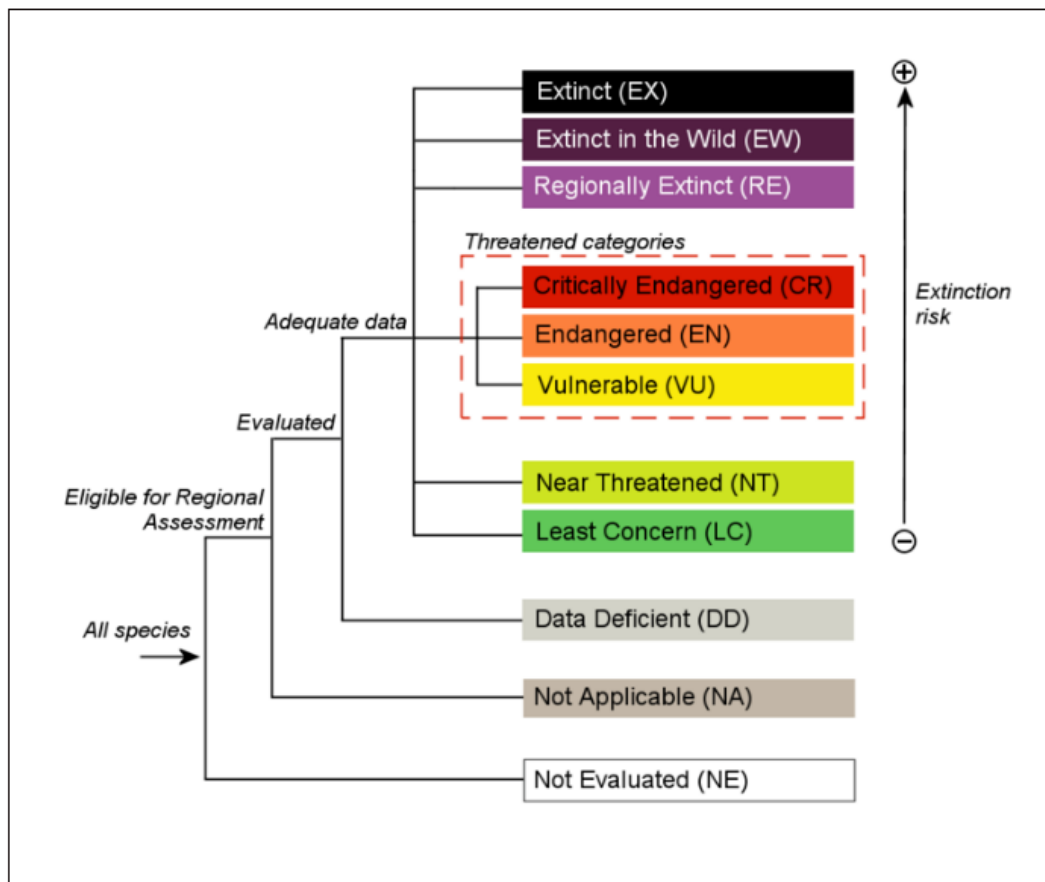 Extinct (EX)
Extinct in the Wild (EW)
Regionally Extinct (RE)
Threatened categories
Critically Endangered (CR)
Endangered (EN)
Vulnerable (VU)
Adequate data
Extinction
risk
Evaluated
Near Threatened (NT)
Eligible for Regional
Assessment
Least Concern (LC)
Data Deficient (DD)
All species
Not Applicable (NA)
Not Evaluated (NE)